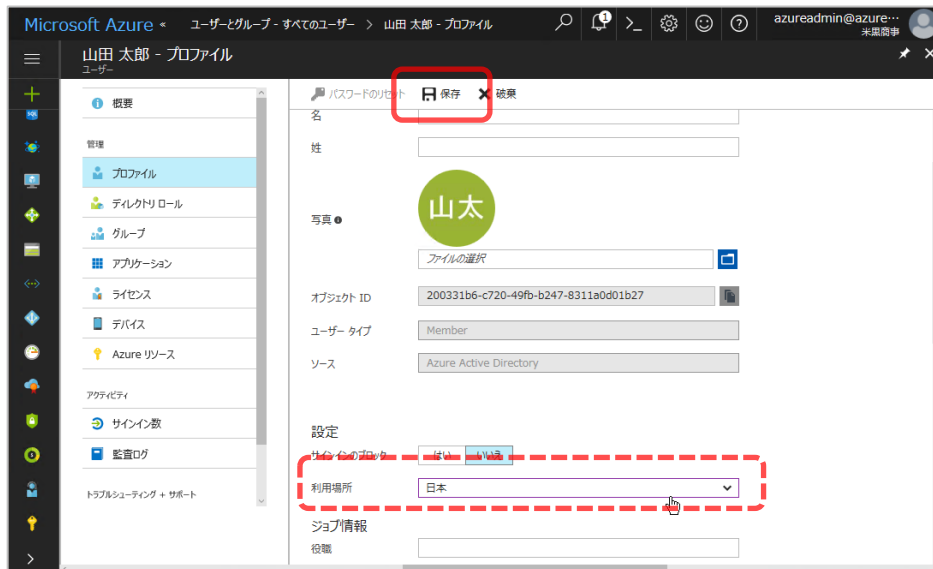 Microsoft Azure « ユーザーとグループ - すべてのユーザー > 山田 太郎 - プロファイル 1 azureadmin@azure…
米黒商事
山田 太郎 - プロファイル
ユーザー
概要
管理
プロファイル
ディレクトリ ロール
グループ
アプリケーション
ライセンス
デバイス
Azure リソース
アクティビティ
サインイン数
監査ログ
トラブルシューティング + サポート
パスワードのリセット 保存 破棄
名
姓
写真
山太
ファイルの選択
オブジェクト ID 200331b6-c720-49fb-b247-8311a0d01b27
ユーザー タイプ Member
ソース Azure Active Directory
設定
サインインのブロック はい いいえ
利用場所 日本
ジョブ情報
役職